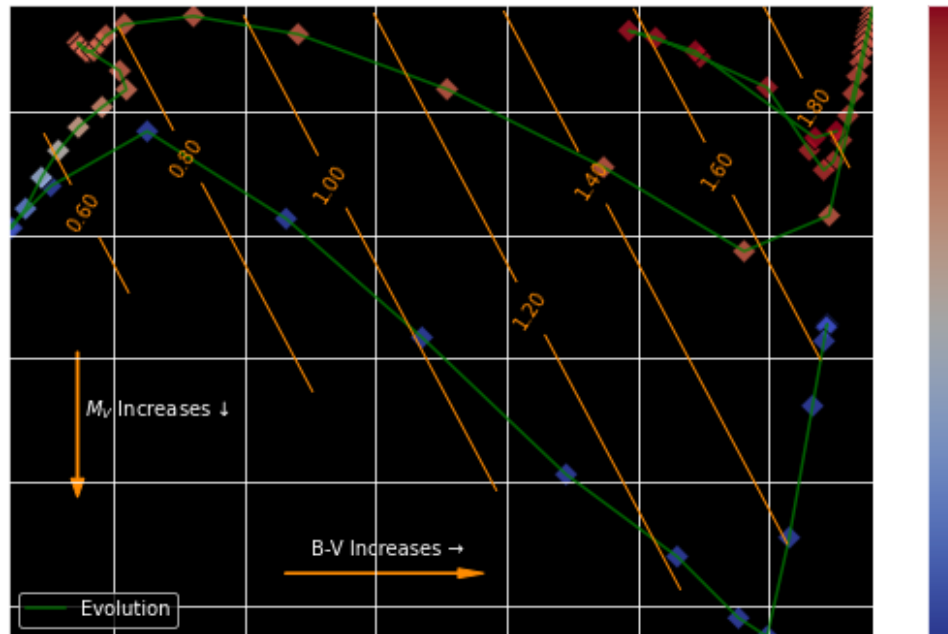 1.80
0.80
1.60
1.00
1.40
0.60
1.20
M_V Increases ↓
B-V Increases →
Evolution